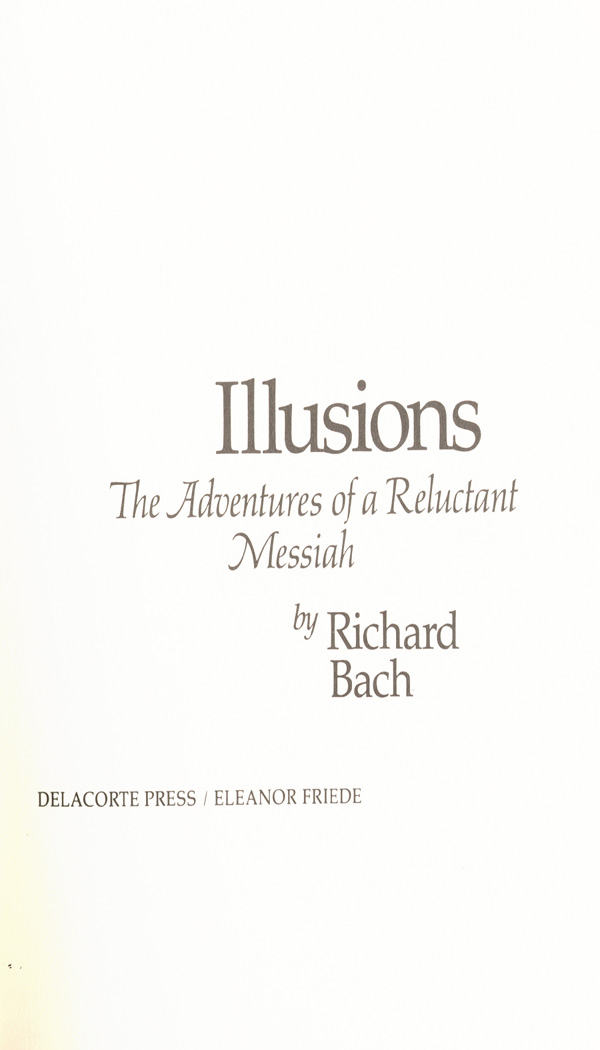 Illusions
The Adventures of a Reluctant
Messiah
by Richard
Bach
DELACORTE PRESS / ELEANOR FRIEDE